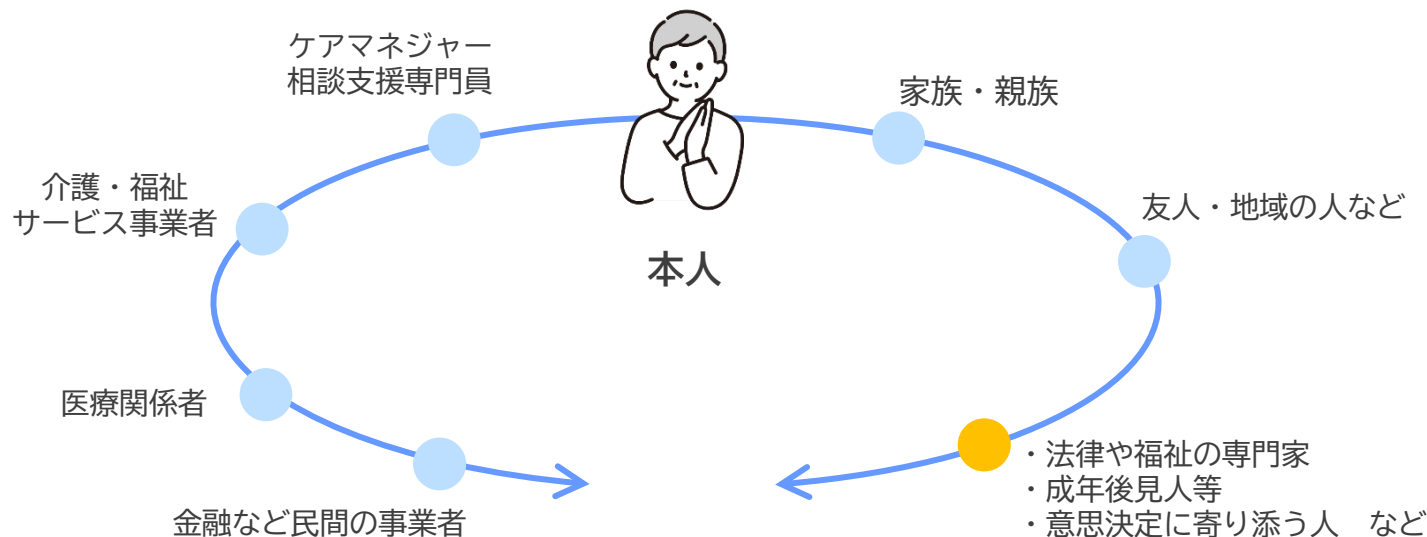 ケアマネジャー
相談支援専門員
家族・親族
介護・福祉
サービス事業者
友人・地域の人など
本人
医療関係者
・法律や福祉の専門家
・成年後見人等
・意思決定に寄り添う人　など
金融など民間の事業者